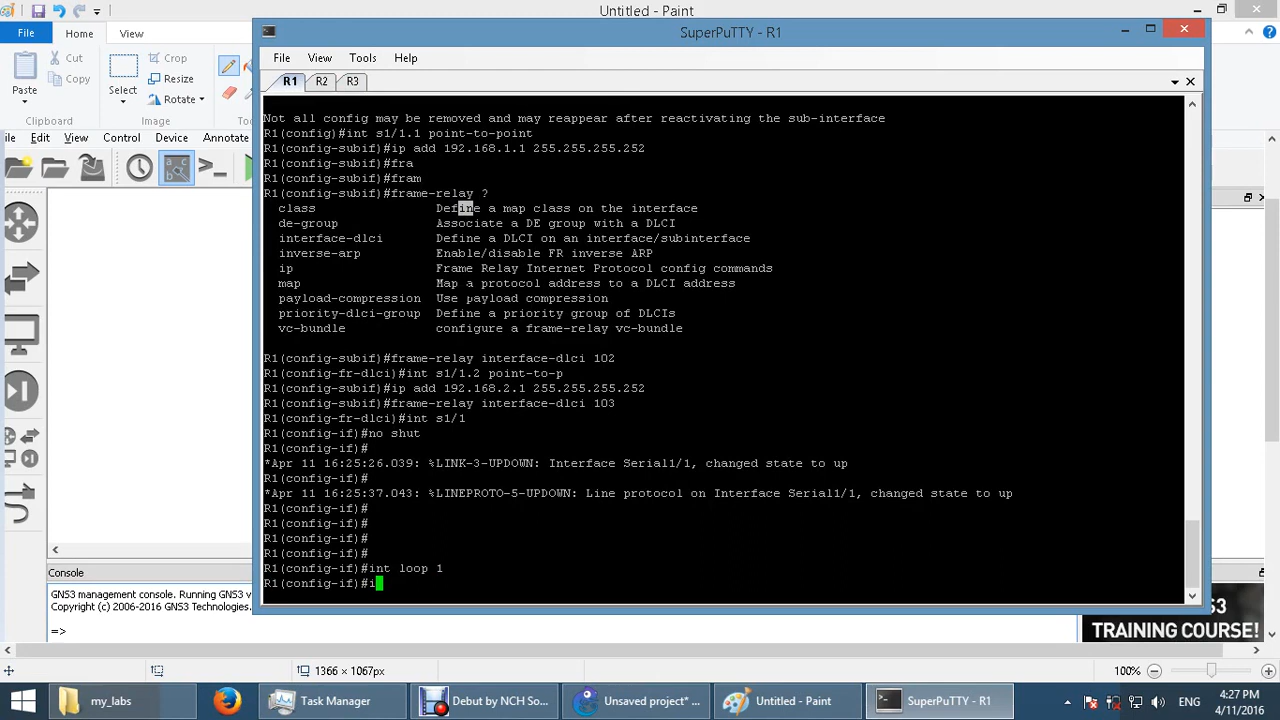 Untitled - Paint
File
Home
View
Paste
Cut
Copy
Select
Crop
Resize
Rotate
Clipboard
Image
ile
Edit
View
Control
SuperPuTTY - R1
File
View
Tools
Help
R1
R2
R3
Not all config may be removed and may reappear after reactivating the sub-interface
R1(config)#int s1/1.1 point-to-point
R1(config-subif)#ip add 192.168.1.1 255.255.255.252
R1(config-subif)#fra
R1(config-subif)#fram
R1(config-subif)#frame-relay ?
class Define a map class on the interface
de-group Associate a DE group with a DLCI
interface-dlci Define a DLCI on an interface/subinterface
inverse-arp Enable/disable FR inverse ARP
ip Frame Relay Internet Protocol config commands
map Map a protocol address to a DLCI address
payload-compression Use payload compression
priority-dlci-group Define a priority group of DLCIs
vc-bundle configure a frame-relay vc-bundle
R1(config-subif)#frame-relay interface-dlci 102
R1(config-fr-dlci)#int s1/1.2 point-to-p
R1(config-subif)#ip add 192.168.2.1 255.255.255.252
R1(config-subif)#frame-relay interface-dlci 103
R1(config-fr-dlci)#int s1/1
R1(config-if)#no shut
R1(config-if)#
*Apr 11 16:25:26.039: %LINK-3-UPDOWN: Interface Serial1/1, changed state to up
R1(config-if)#
*Apr 11 16:25:37.043: %LINEPROTO-5-UPDOWN: Line protocol on Interface Serial1/1, changed state to up
R1(config-if)#
R1(config-if)#
R1(config-if)#
R1(config-if)#
R1(config-if)#int loop 1
R1(config-if)#i
Console
GNS3 management console. Running GNS3 v
Copyright (c) 2006-2016 GNS3 Technologies.
=>
TRAINING COURSE!
1366 × 1067px
100%
my_labs
Task Manager
Debut by NCH So...
Unsaved project*...
Untitled - Paint
SuperPuTTY - R1
ENG
4:27 PM
4/11/2016